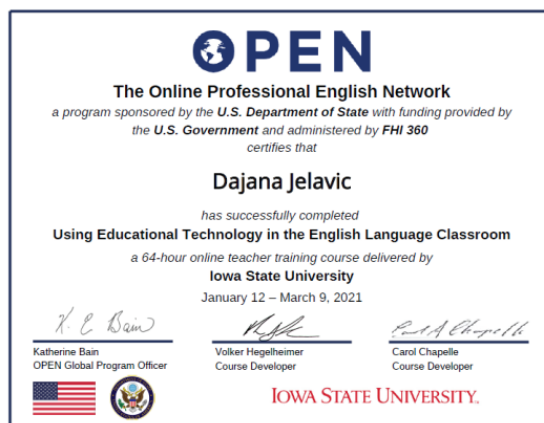 OPEN
The Online Professional English Network
a program sponsored by the U.S. Department of State with funding provided by
the U.S. Government and administered by FHI 360
certifies that
Dajana Jelavic
has successfully completed
Using Educational Technology in the English Language Classroom
a 64-hour online teacher training course delivered by
Iowa State University
January 12 – March 9, 2021
K. E Bain
Carol A Chapelle
Katherine Bain
OPEN Global Program Officer
Volker Hegelheimer
Course Developer
Carol Chapelle
Course Developer
IOWA STATE UNIVERSITY.